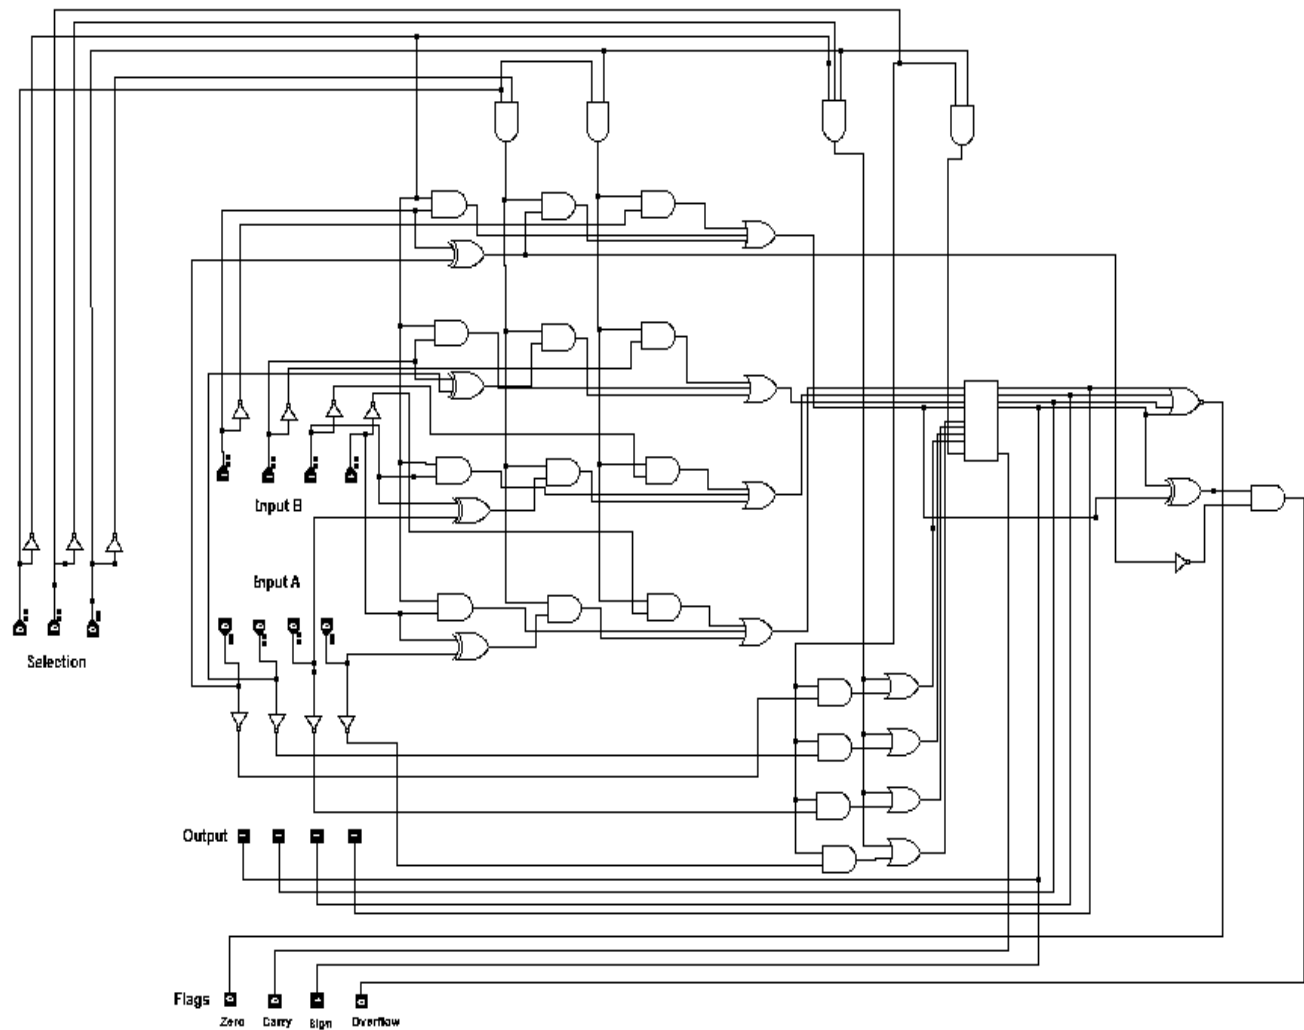 Input B
Input A
Selection
Output
Flags
Zero Carry Sign Overflow